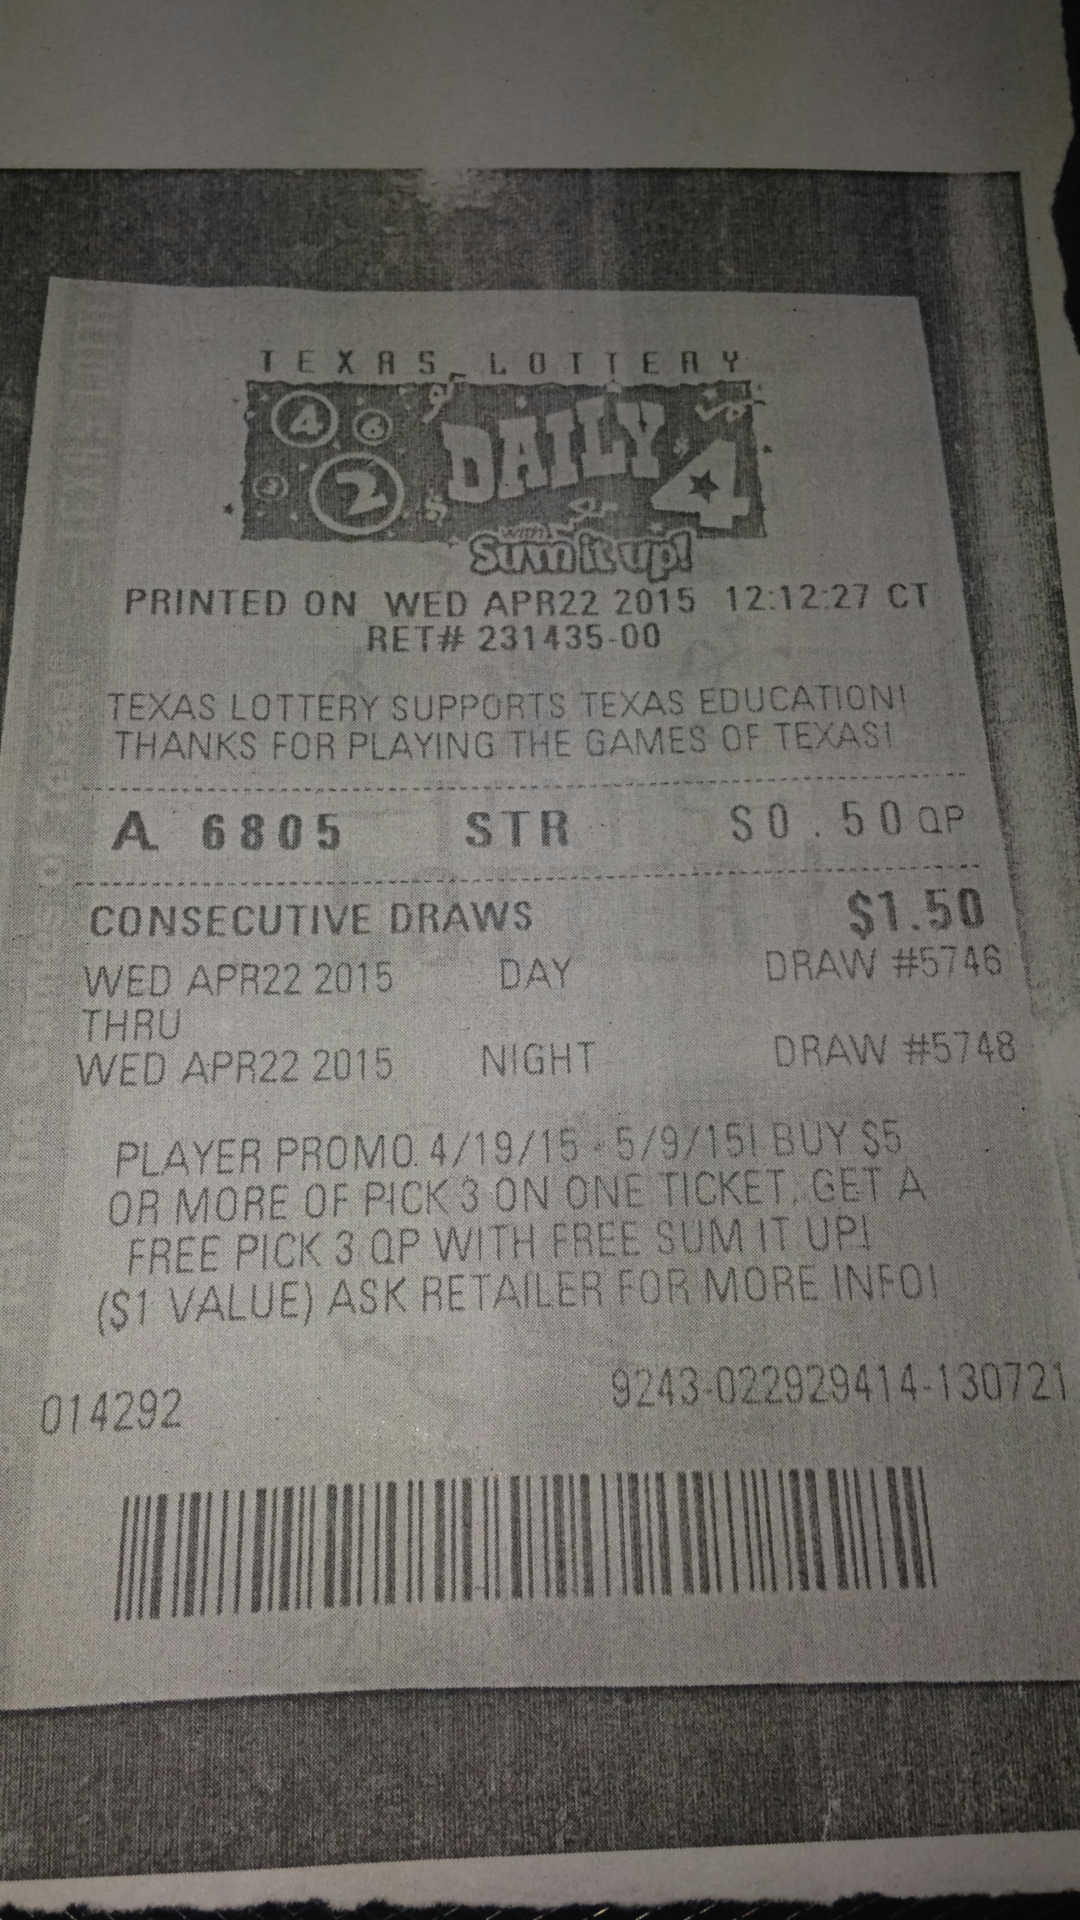 TEXAS LOTTERY
4 6
3 2 $ DAILY 4
with
Sum it up!
PRINTED ON WED APR22 2015 12:12:27 CT
RET# 231435-00
TEXAS LOTTERY SUPPORTS TEXAS EDUCATION!
THANKS FOR PLAYING THE GAMES OF TEXAS!
A 6805 STR $0.50 QP
CONSECUTIVE DRAWS $1.50
WED APR22 2015 DAY DRAW #5746
THRU
WED APR22 2015 NIGHT DRAW #5748
PLAYER PROMO. 4/19/15 - 5/9/15! BUY $5
OR MORE OF PICK 3 ON ONE TICKET, GET A
FREE PICK 3 QP WITH FREE SUM IT UP!
($1 VALUE) ASK RETAILER FOR MORE INFO!
014292 9243-022929414-130721